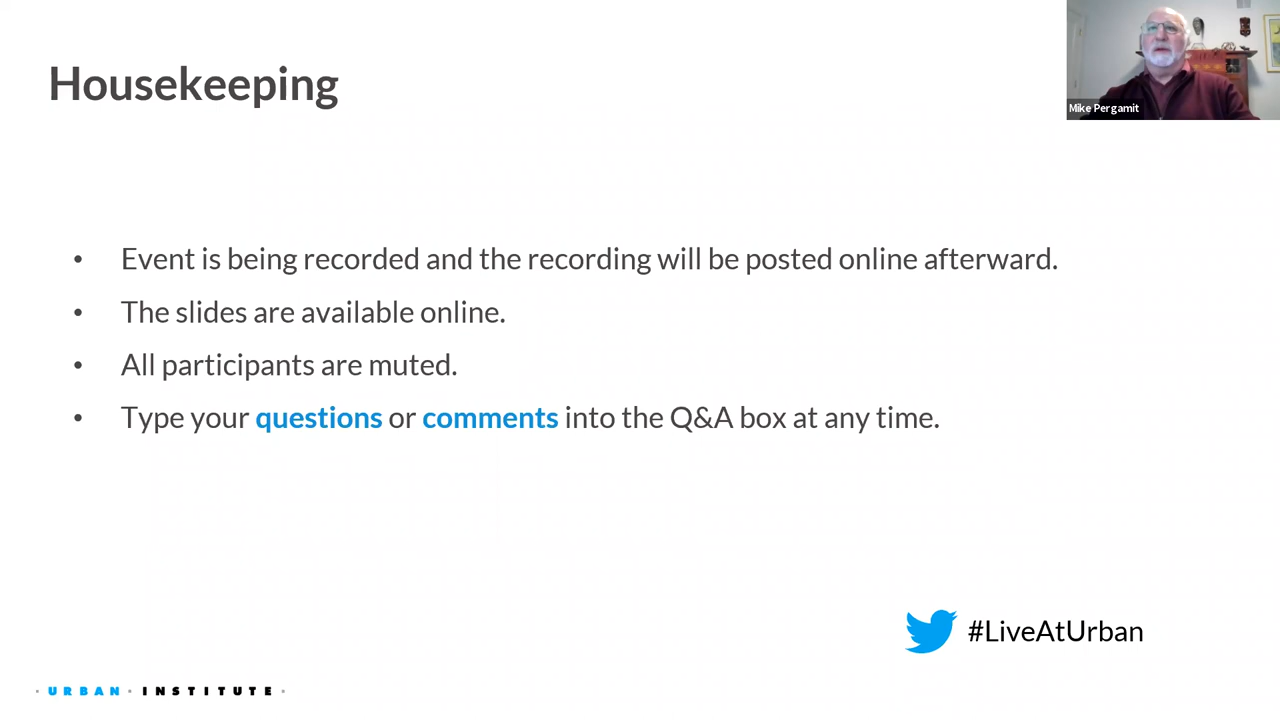 Housekeeping
Mike Pergamit
• Event is being recorded and the recording will be posted online afterward.
• The slides are available online.
• All participants are muted.
• Type your questions or comments into the Q&A box at any time.
#LiveAtUrban
· URBAN · INSTITUTE ·